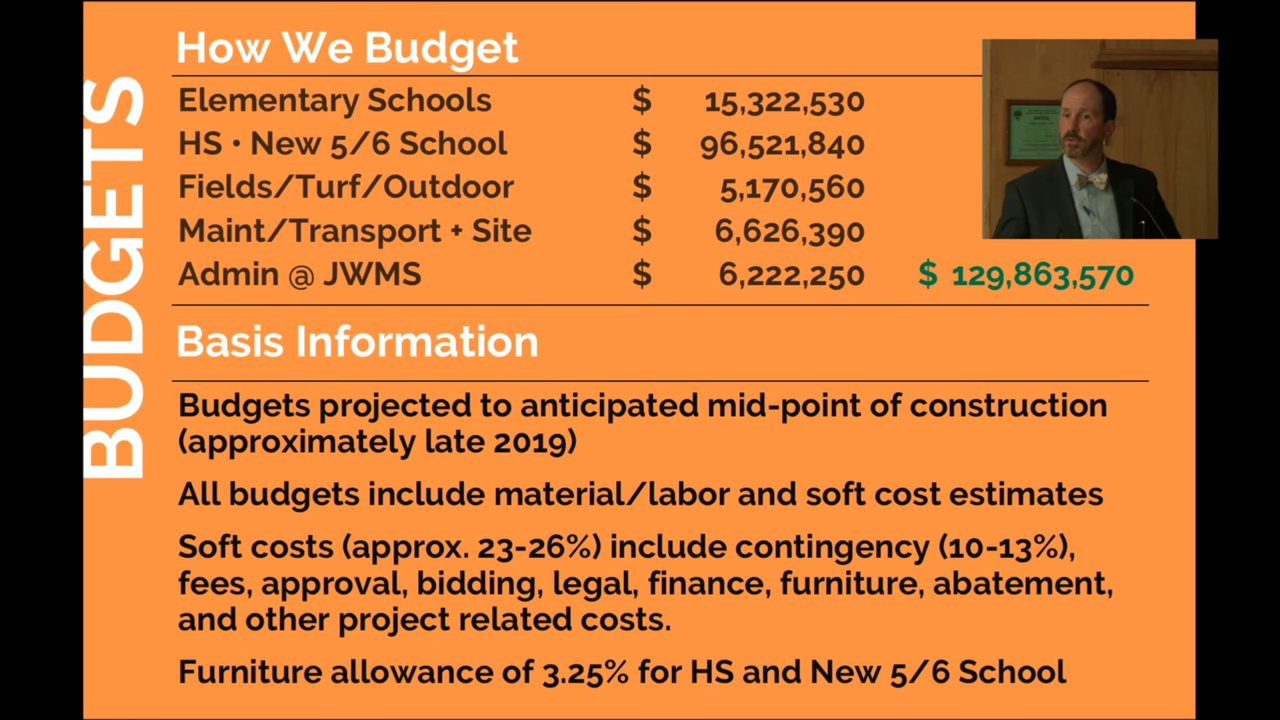 BUDGETS
How We Budget
Elementary Schools $ 15,322,530
HS • New 5/6 School $ 96,521,840
Fields/Turf/Outdoor $ 5,170,560
Maint/Transport + Site $ 6,626,390
Admin @ JWMS $ 6,222,250 $ 129,863,570
Basis Information
Budgets projected to anticipated mid-point of construction
(approximately late 2019)
All budgets include material/labor and soft cost estimates
Soft costs (approx. 23-26%) include contingency (10-13%),
fees, approval, bidding, legal, finance, furniture, abatement,
and other project related costs.
Furniture allowance of 3.25% for HS and New 5/6 School